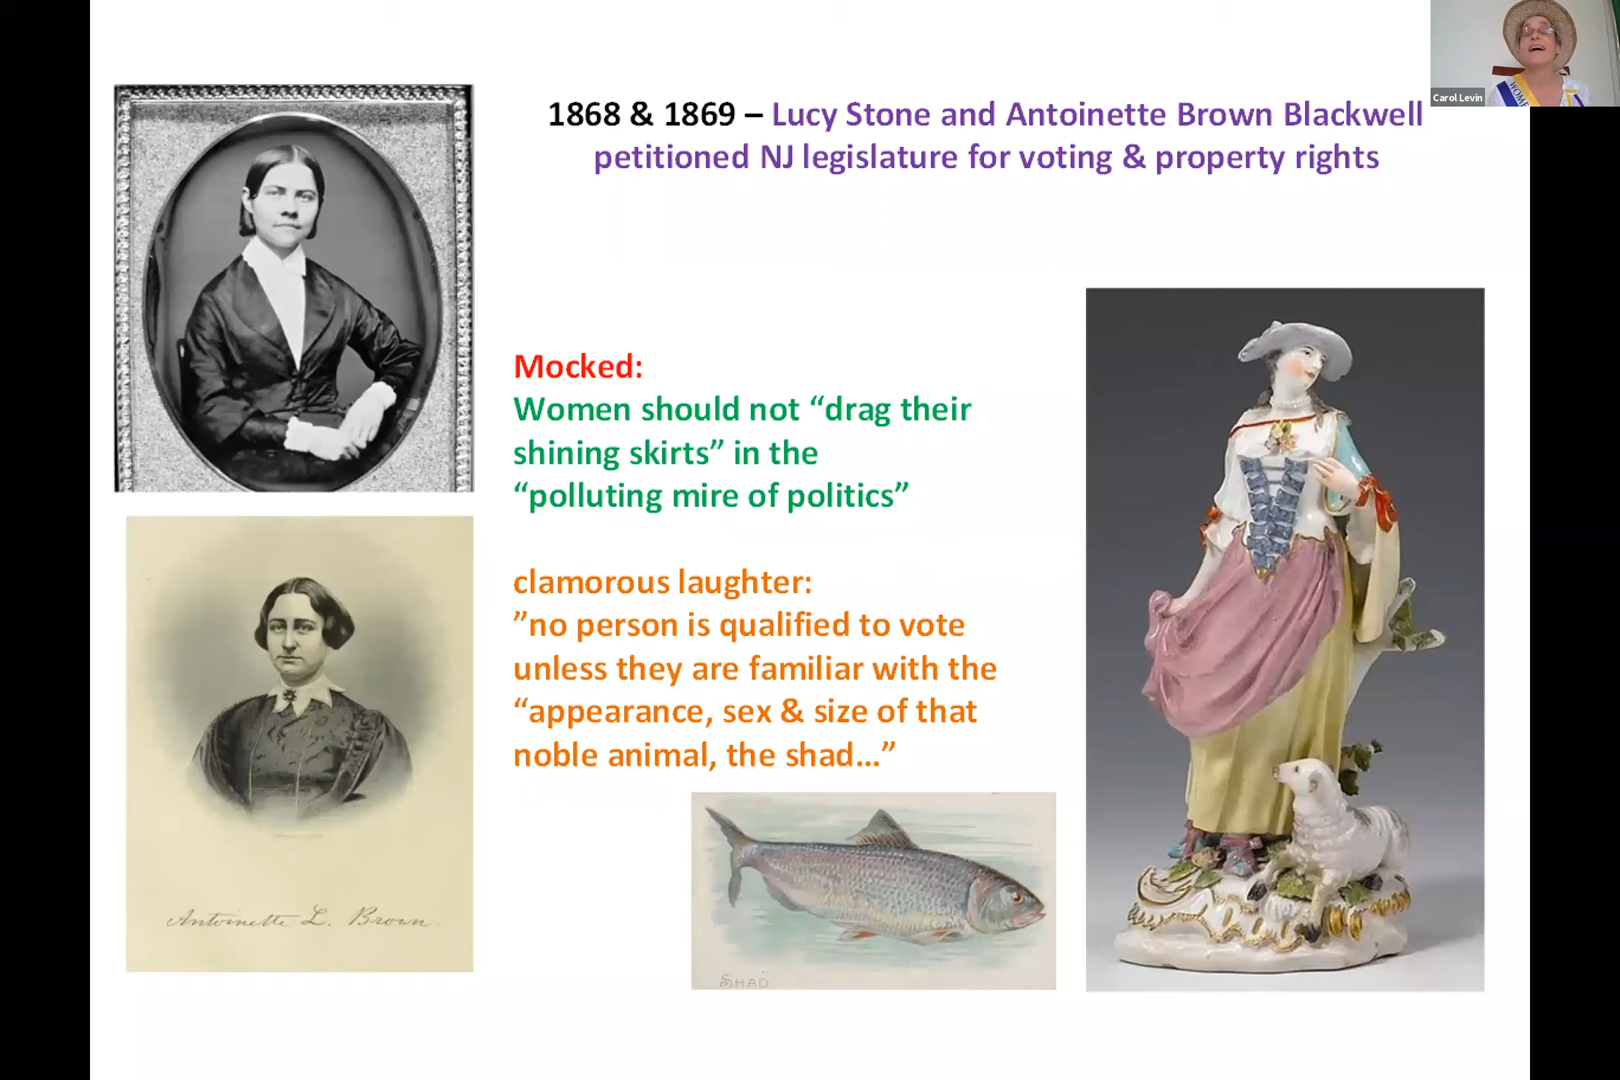 Carol Levin
1868 & 1869 – Lucy Stone and Antoinette Brown Blackwell
petitioned NJ legislature for voting & property rights
Mocked:
Women should not “drag their
shining skirts” in the
“polluting mire of politics”
clamorous laughter:
”no person is qualified to vote
unless they are familiar with the
“appearance, sex & size of that
noble animal, the shad…”
Antoinette L. Brown.
SHAD